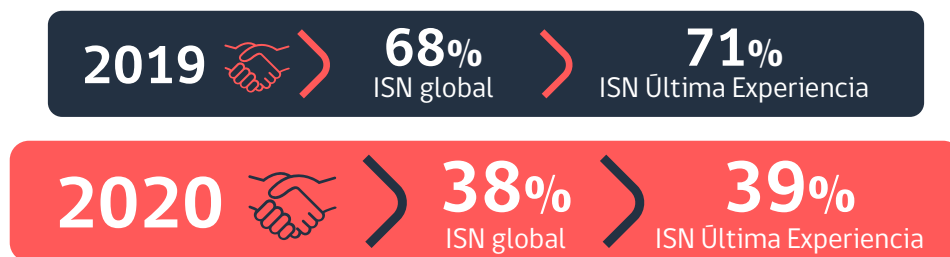 2019 68% 71%
ISN global ISN Última Experiencia
2020 38% 39%
ISN global ISN Última Experiencia